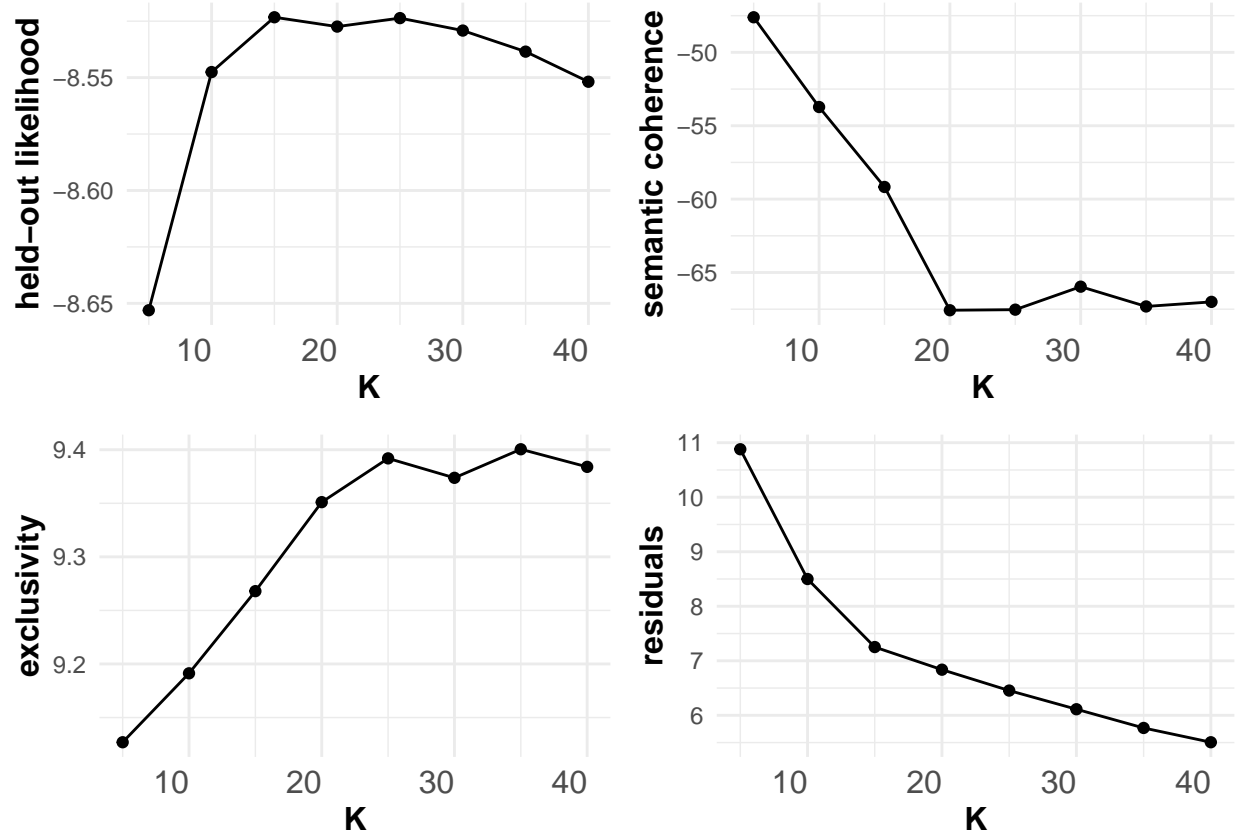 held−out likelihood
−8.55
−8.60
−8.65
10 20 30 40
K
semantic coherence
−50
−55
−60
−65
10 20 30 40
K
exclusivity
9.4
9.3
9.2
10 20 30 40
K
residuals
11
10
9
8
7
6
10 20 30 40
K